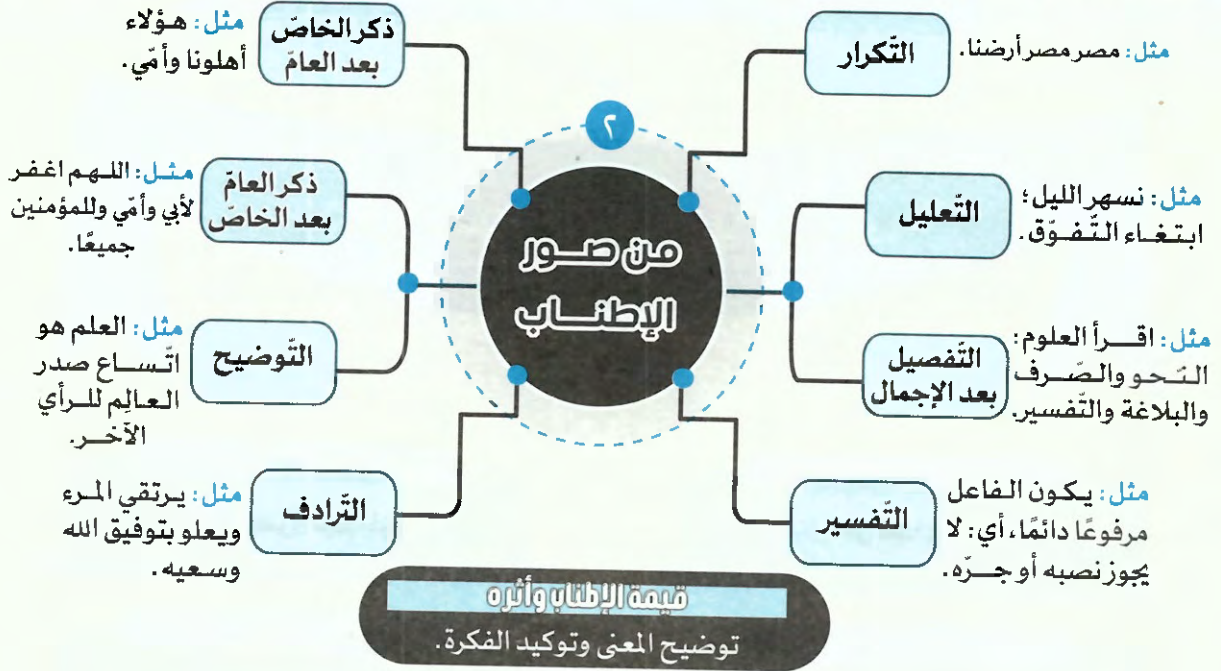 ٢
من صور
الإطناب
التّكرار
مثل: مصر مصر أرضنا.
التّعليل
مثل: نسهر الليل؛
ابتغاء التّفوّق.
التّفصيل
بعد الإجمال
مثل: اقرأ العلوم:
النّحو والصّرف
والبلاغة والتّفسير.
التّفسير
مثل: يكون الفاعل
مرفوعًا دائمًا، أي: لا
يجوز نصبه أو جرّه.
ذكر الخاصّ
بعد العامّ
مثل: هؤلاء
أهلونا وأمّي.
ذكر العامّ
بعد الخاصّ
مثل: اللهم اغفر
لأبي وأمّي وللمؤمنين
جميعًا.
التّوضيح
مثل: العلم هو
اتّساع صدر
العالِم للرأي
الآخر.
التّرادف
مثل: يرتقي المرء
ويعلو بتوفيق الله
وسعيه.
قيمة الإطناب وأثره
توضيح المعنى وتوكيد الفكرة.